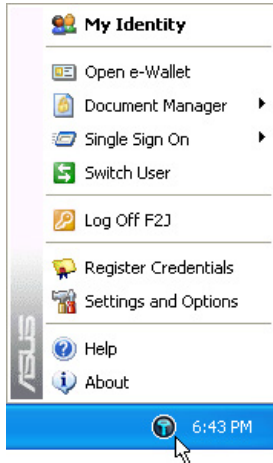 My Identity
Open e-Wallet
Document Manager
Single Sign On
Switch User
Log Off F2J
Register Credentials
Settings and Options
Help
About
ASUS
6:43 PM